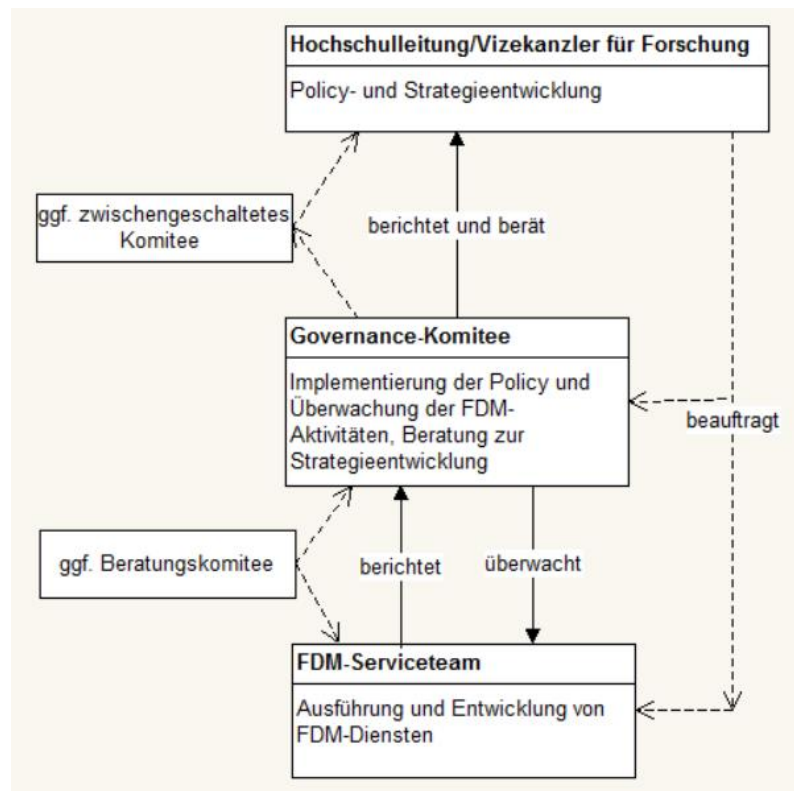 Hochschulleitung/Vizekanzler für Forschung
Policy- und Strategieentwicklung
ggf. zwischengeschaltetes
Komitee
berichtet und berät
Governance-Komitee
Implementierung der Policy und
Überwachung der FDM-
Aktivitäten, Beratung zur
Strategieentwicklung
beauftragt
ggf. Beratungskomitee
berichtet
überwacht
FDM-Serviceteam
Ausführung und Entwicklung von
FDM-Diensten